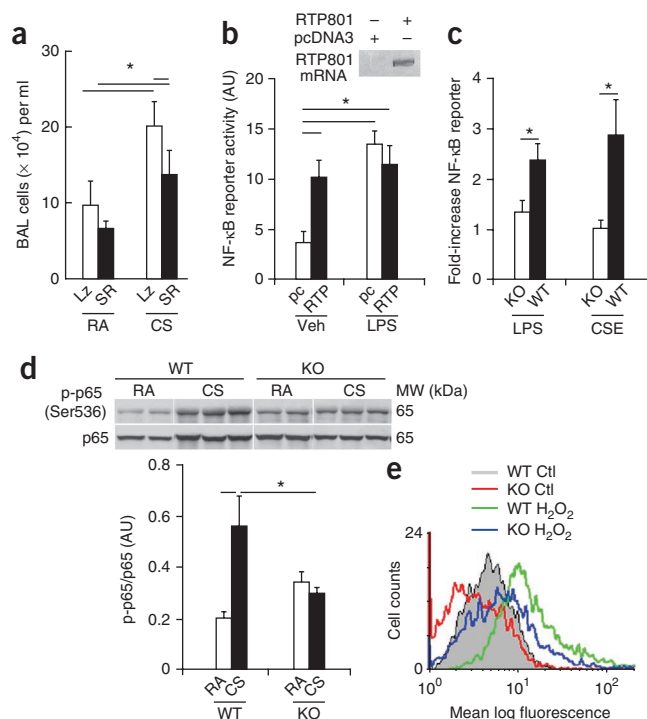 a
BAL cells (× 10⁴) per ml
30
20
10
0
*
Lz
SR
Lz
SR
RA
CS
b
RTP801 – +
pcDNA3 + –
RTP801
mRNA
NF-κB reporter activity (AU)
20
15
10
5
0
*
pc
RTP
pc
RTP
Veh
LPS
c
Fold-increase NF-κB reporter
4
3
2
1
0
*
*
KO
WT
KO
WT
LPS
CSE
d
WT KO
RA CS RA CS MW (kDa)
p-p65
(Ser536)
65
p65
65
p-p65/p65 (AU)
0.8
0.6
0.4
0.2
0
*
RA
CS
RA
CS
WT
KO
e
WT Ctl
KO Ctl
WT H₂O₂
KO H₂O₂
Cell counts
24
0
10⁰ 10¹ 10²
Mean log fluorescence